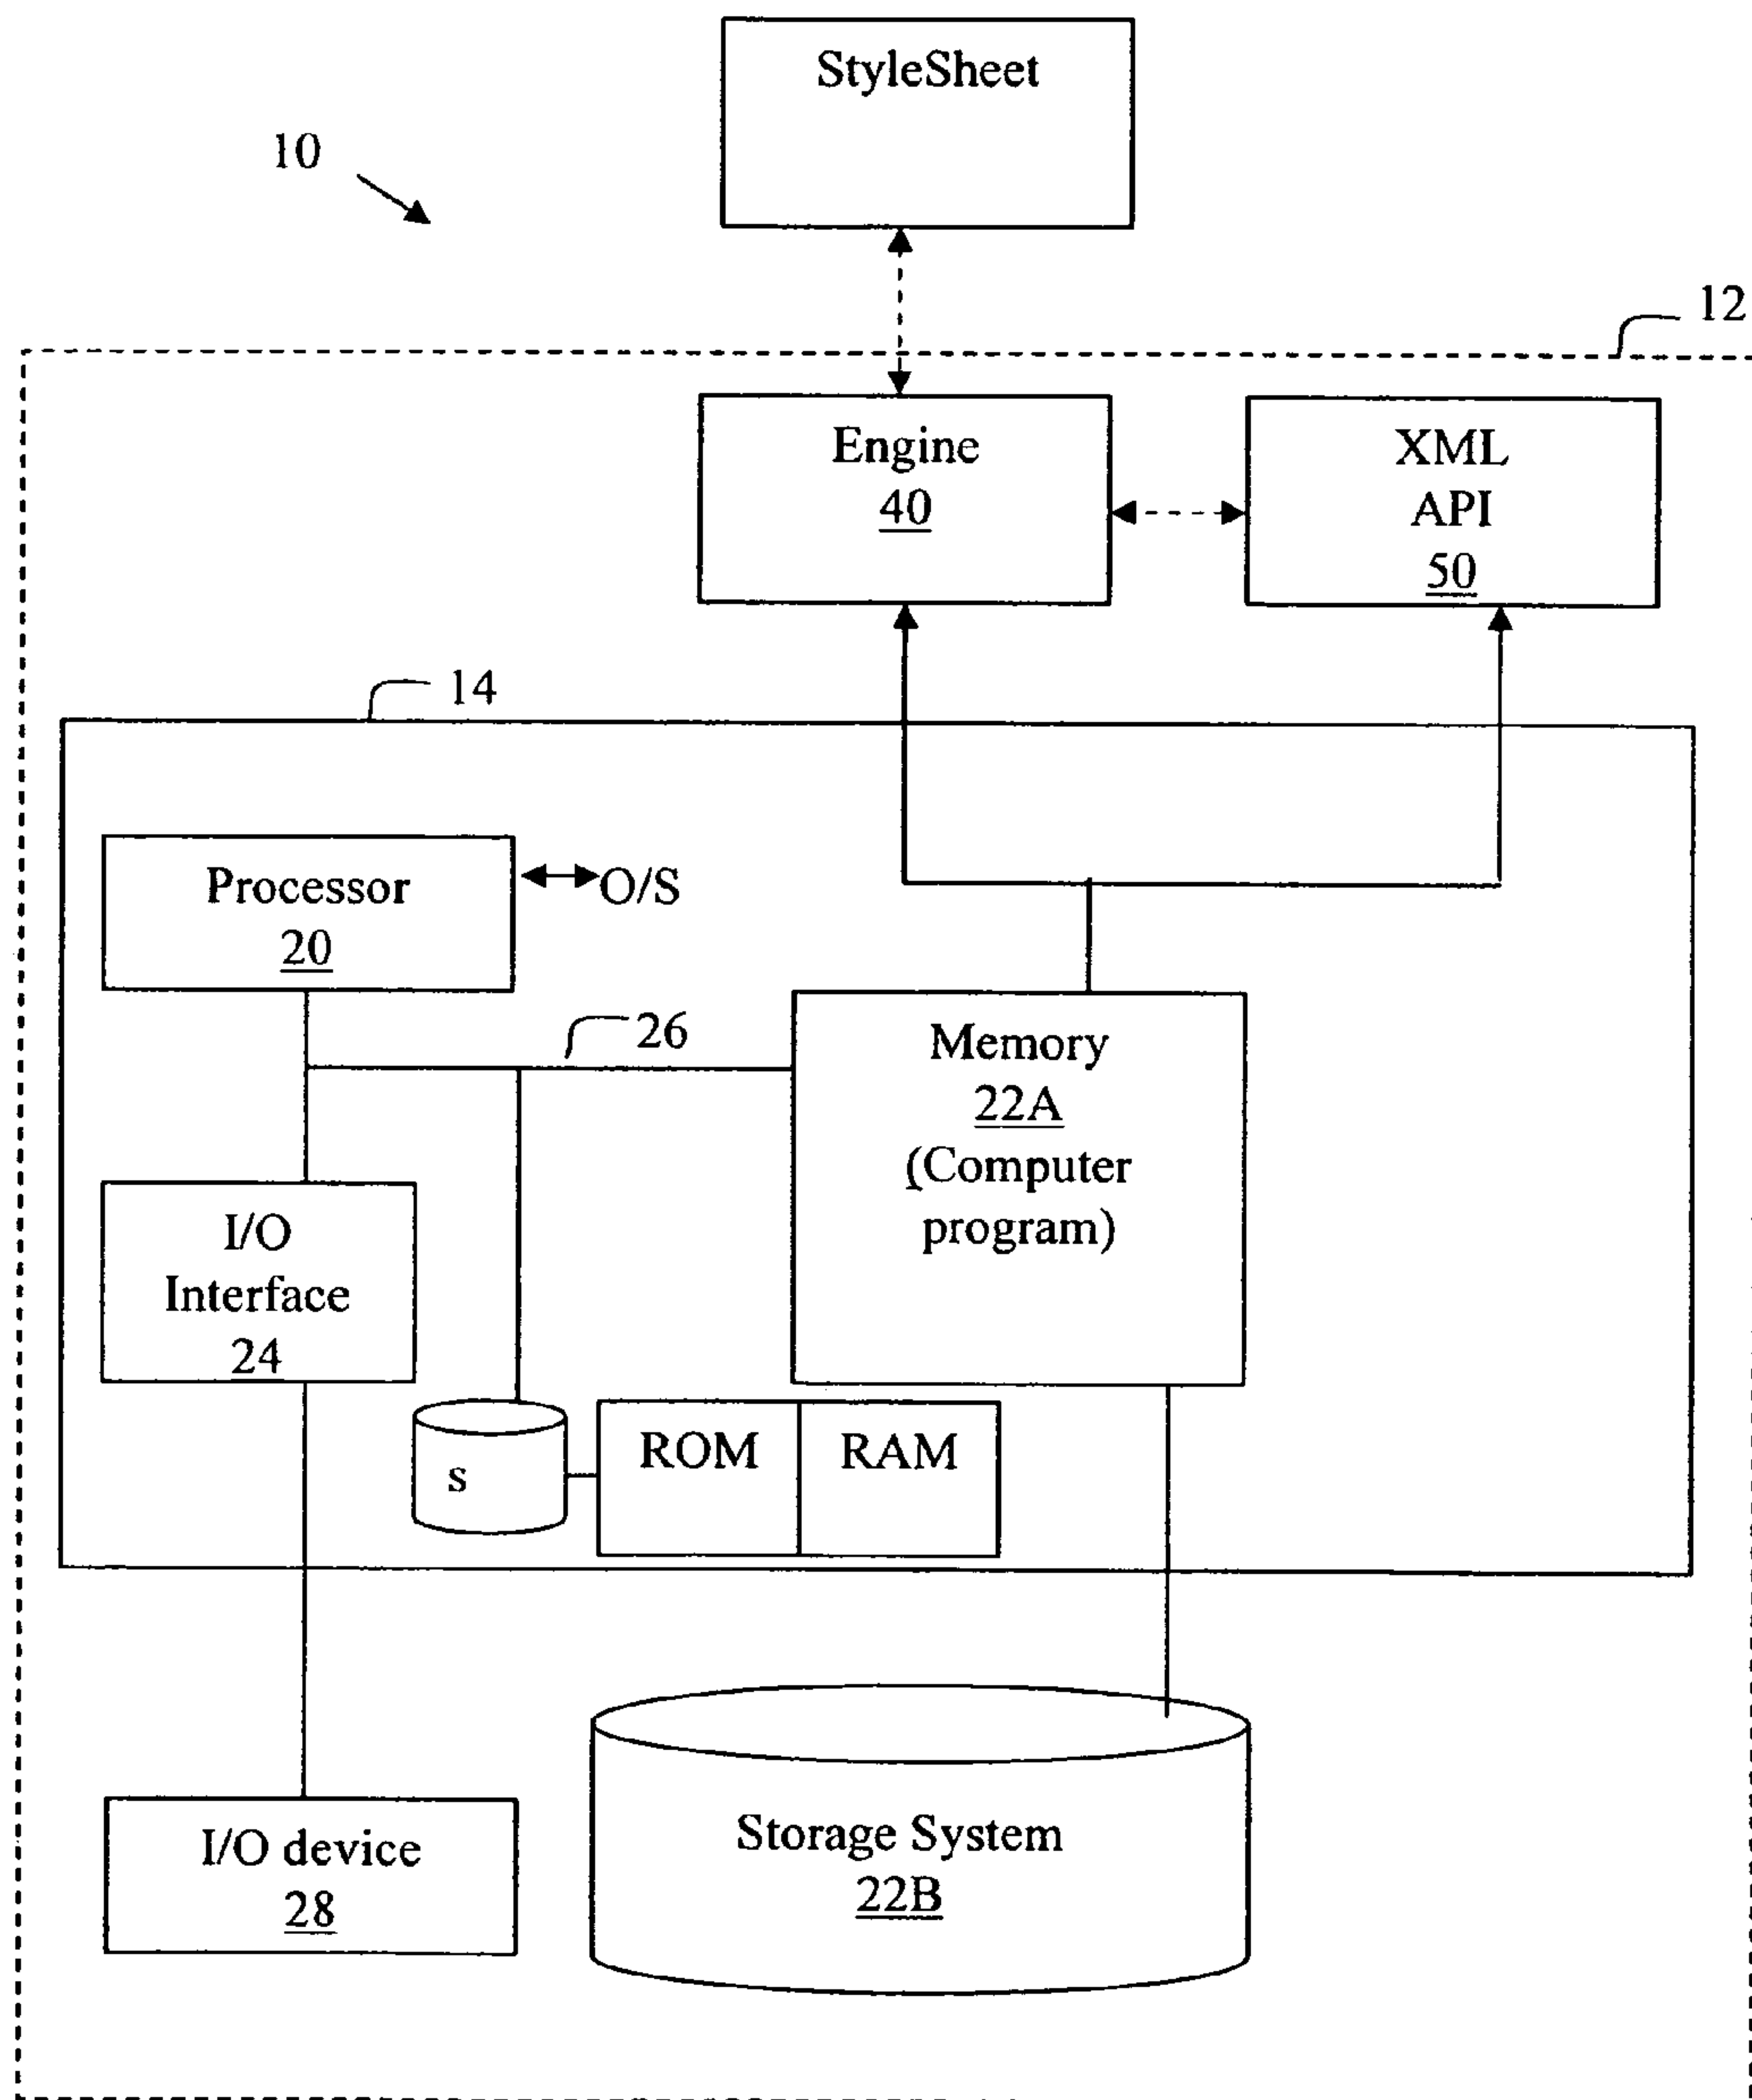 StyleSheet
10
12
Engine
40
XML
API
50
14
Processor
20
O/S
26
Memory
22A
(Computer
program)
I/O
Interface
24
s
ROM
RAM
I/O device
28
Storage System
22B